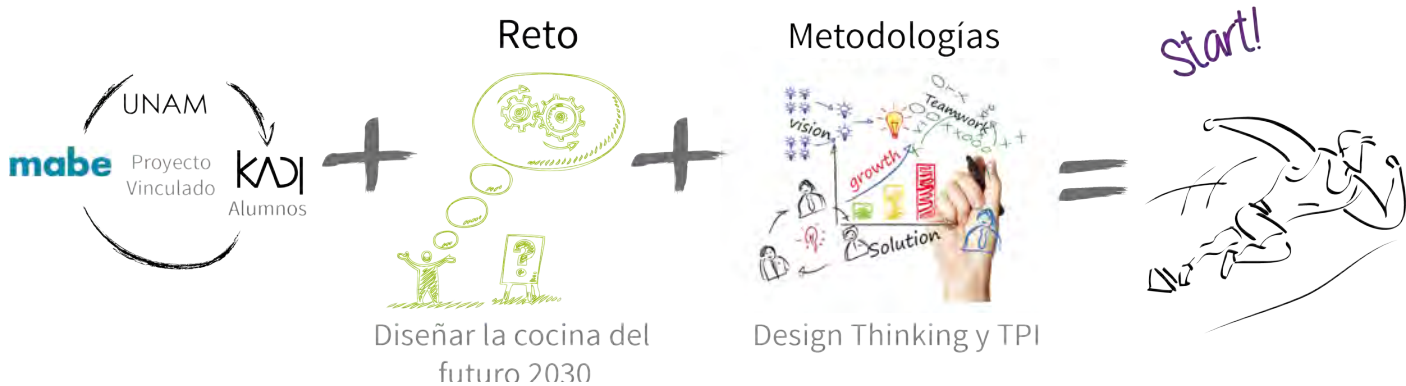 UNAM
mabe
Proyecto
Vinculado
KADI
Alumnos
Reto
?
Diseñar la cocina del
futuro 2030
Metodologías
vision
Teamwork
growth
Solution
Design Thinking y TPI
Start!